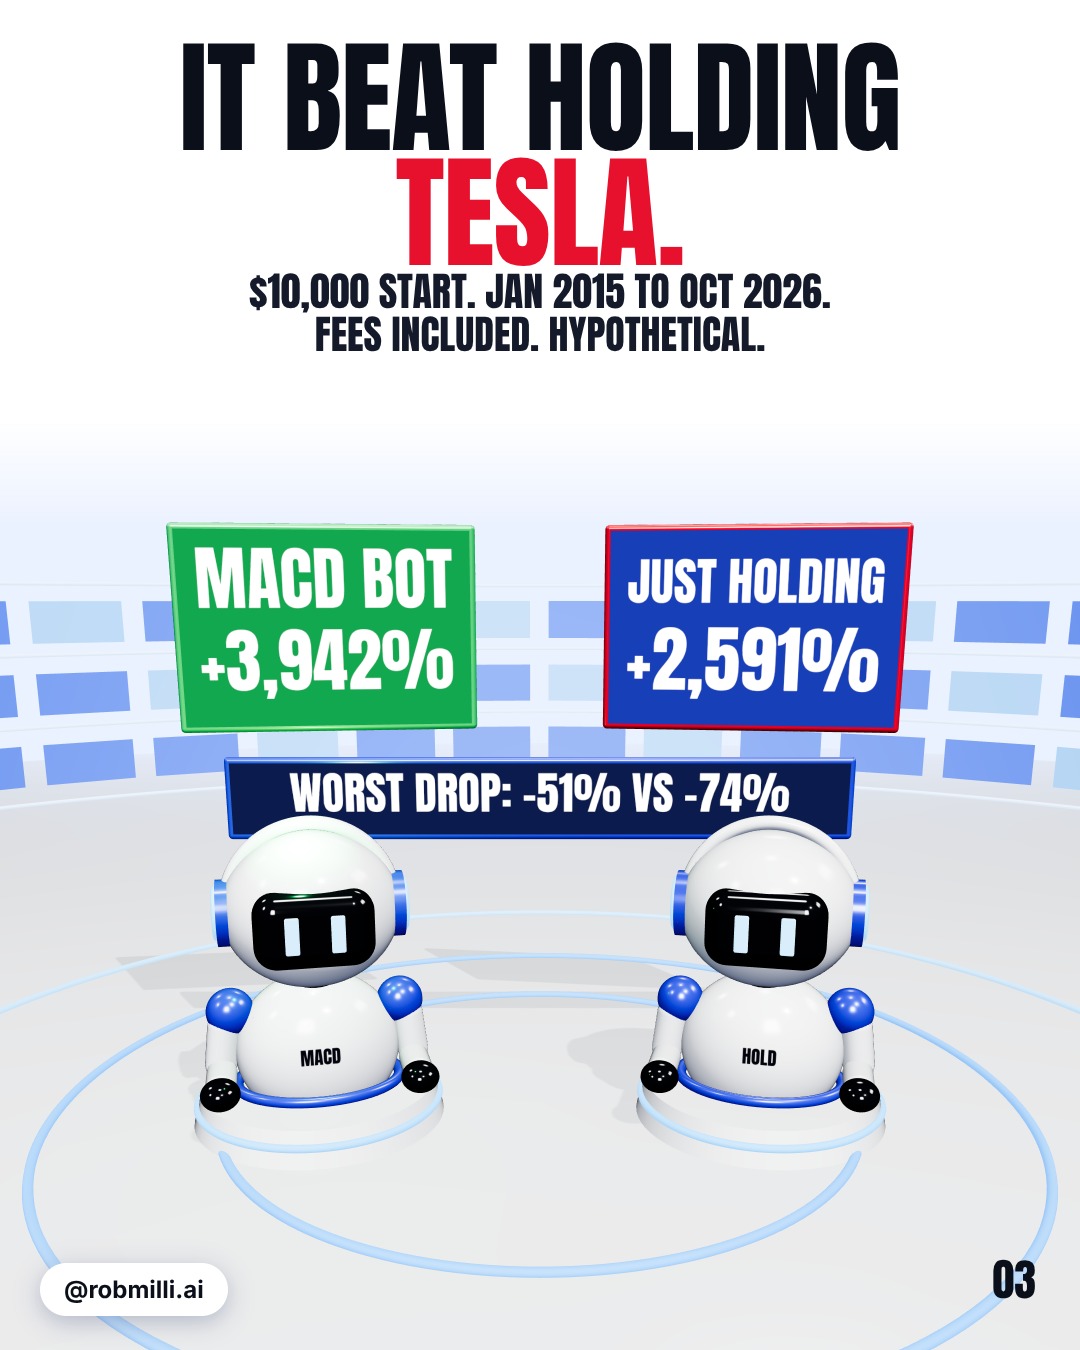 IT BEAT HOLDING
TESLA.
$10,000 START. JAN 2015 TO OCT 2026.
FEES INCLUDED. HYPOTHETICAL.
MACD BOT
+3,942%
JUST HOLDING
+2,591%
WORST DROP: -51% VS -74%
MACD
HOLD
@robmilli.ai
03